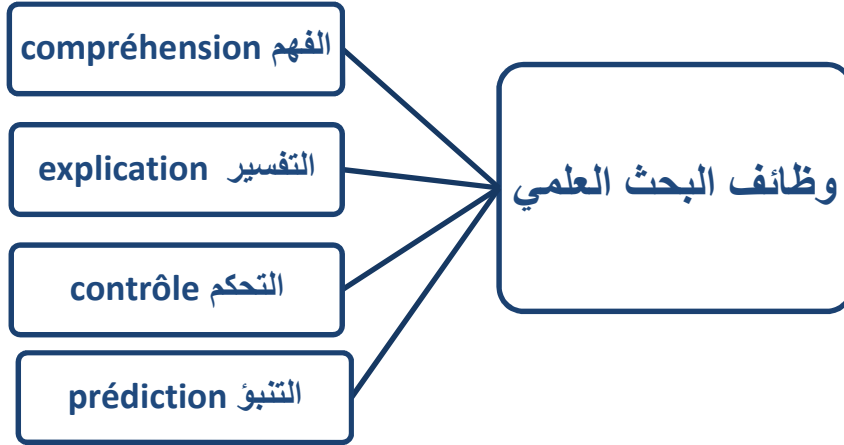 وظائف البحث العلمي
الفهم compréhension
التفسير explication
التحكم contrôle
التنبؤ prédiction